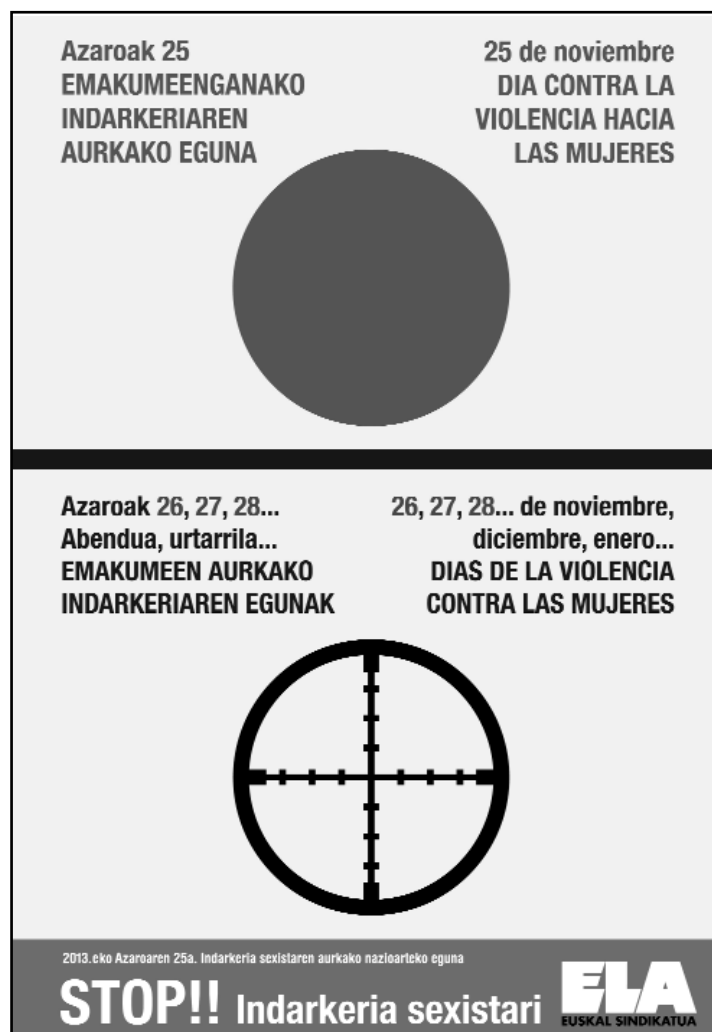 Azaroak 25
EMAKUMEENGANAKO
INDARKERIAREN
AURKAKO EGUNA
25 de noviembre
DIA CONTRA LA
VIOLENCIA HACIA
LAS MUJERES
Azaroak 26, 27, 28...
Abendua, urtarrila...
EMAKUMEEN AURKAKO
INDARKERIAREN EGUNAK
26, 27, 28... de noviembre,
diciembre, enero...
DIAS DE LA VIOLENCIA
CONTRA LAS MUJERES
2013.eko Azaroaren 25a. Indarkeria sexistaren aurkako nazioarteko eguna
STOP!! Indarkeria sexistari
ELA
EUSKAL SINDIKATUA